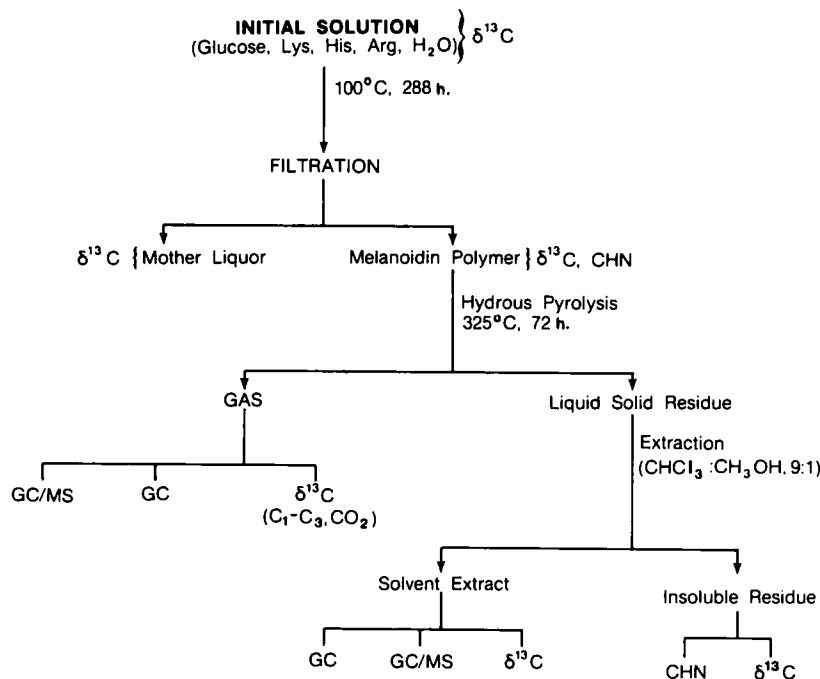 INITIAL SOLUTION
(Glucose, Lys, His, Arg, H₂O)} δ¹³C
100°C, 288 h.
FILTRATION
δ¹³C {Mother Liquor
Melanoidin Polymer} δ¹³C, CHN
Hydrous Pyrolysis
325°C, 72 h.
GAS
Liquid Solid Residue
Extraction
(CHCl₃:CH₃OH, 9:1)
GC/MS
GC
δ¹³C
(C₁-C₃, CO₂)
Solvent Extract
Insoluble Residue
GC
GC/MS
δ¹³C
CHN
δ¹³C